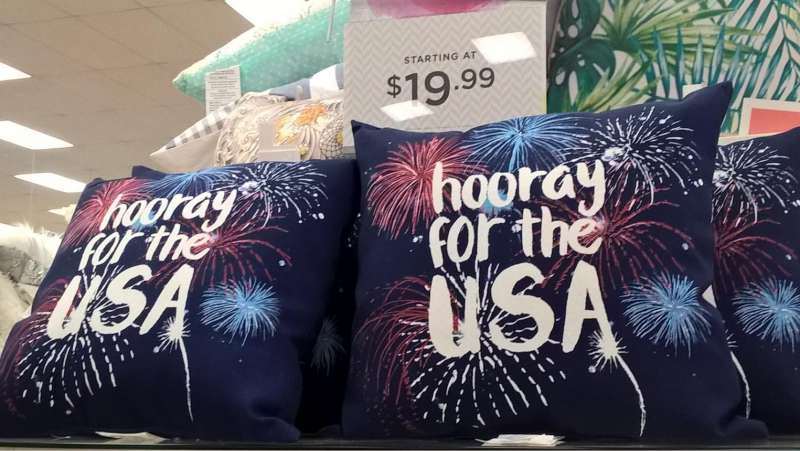 STARTING AT
$19.99
hooray
for the
USA
hooray
for the
USA